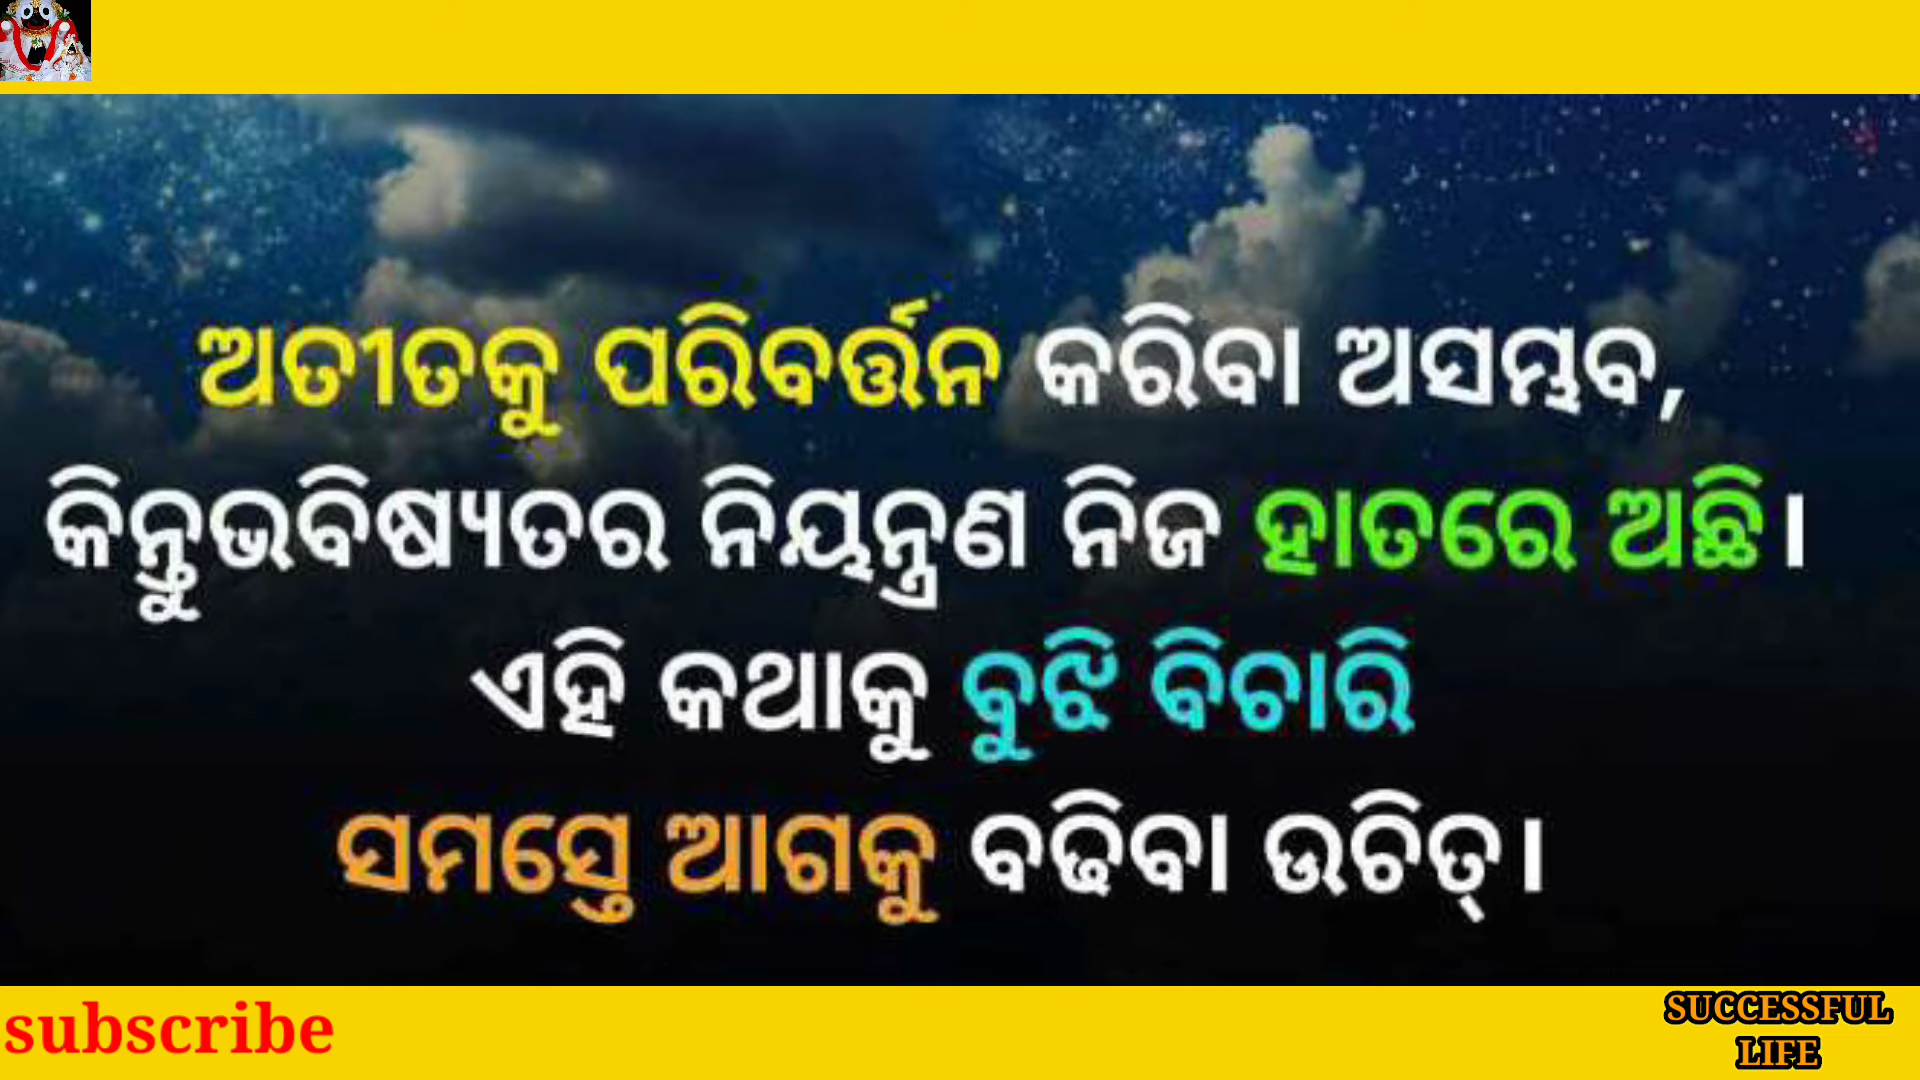 ଅତୀତକୁ ପରିବର୍ତ୍ତନ କରିବା ଅସମ୍ଭବ,
କିନ୍ତୁଭବିଷ୍ୟତର ନିୟନ୍ତ୍ରଣ ନିଜ ହାତରେ ଅଛି।
ଏହି କଥାକୁ ବୁଝି ବିଚାରି
ସମସ୍ତେ ଆଗକୁ ବଢିବା ଉଚିତ୍।
subscribe
SUCCESSFUL
LIFE